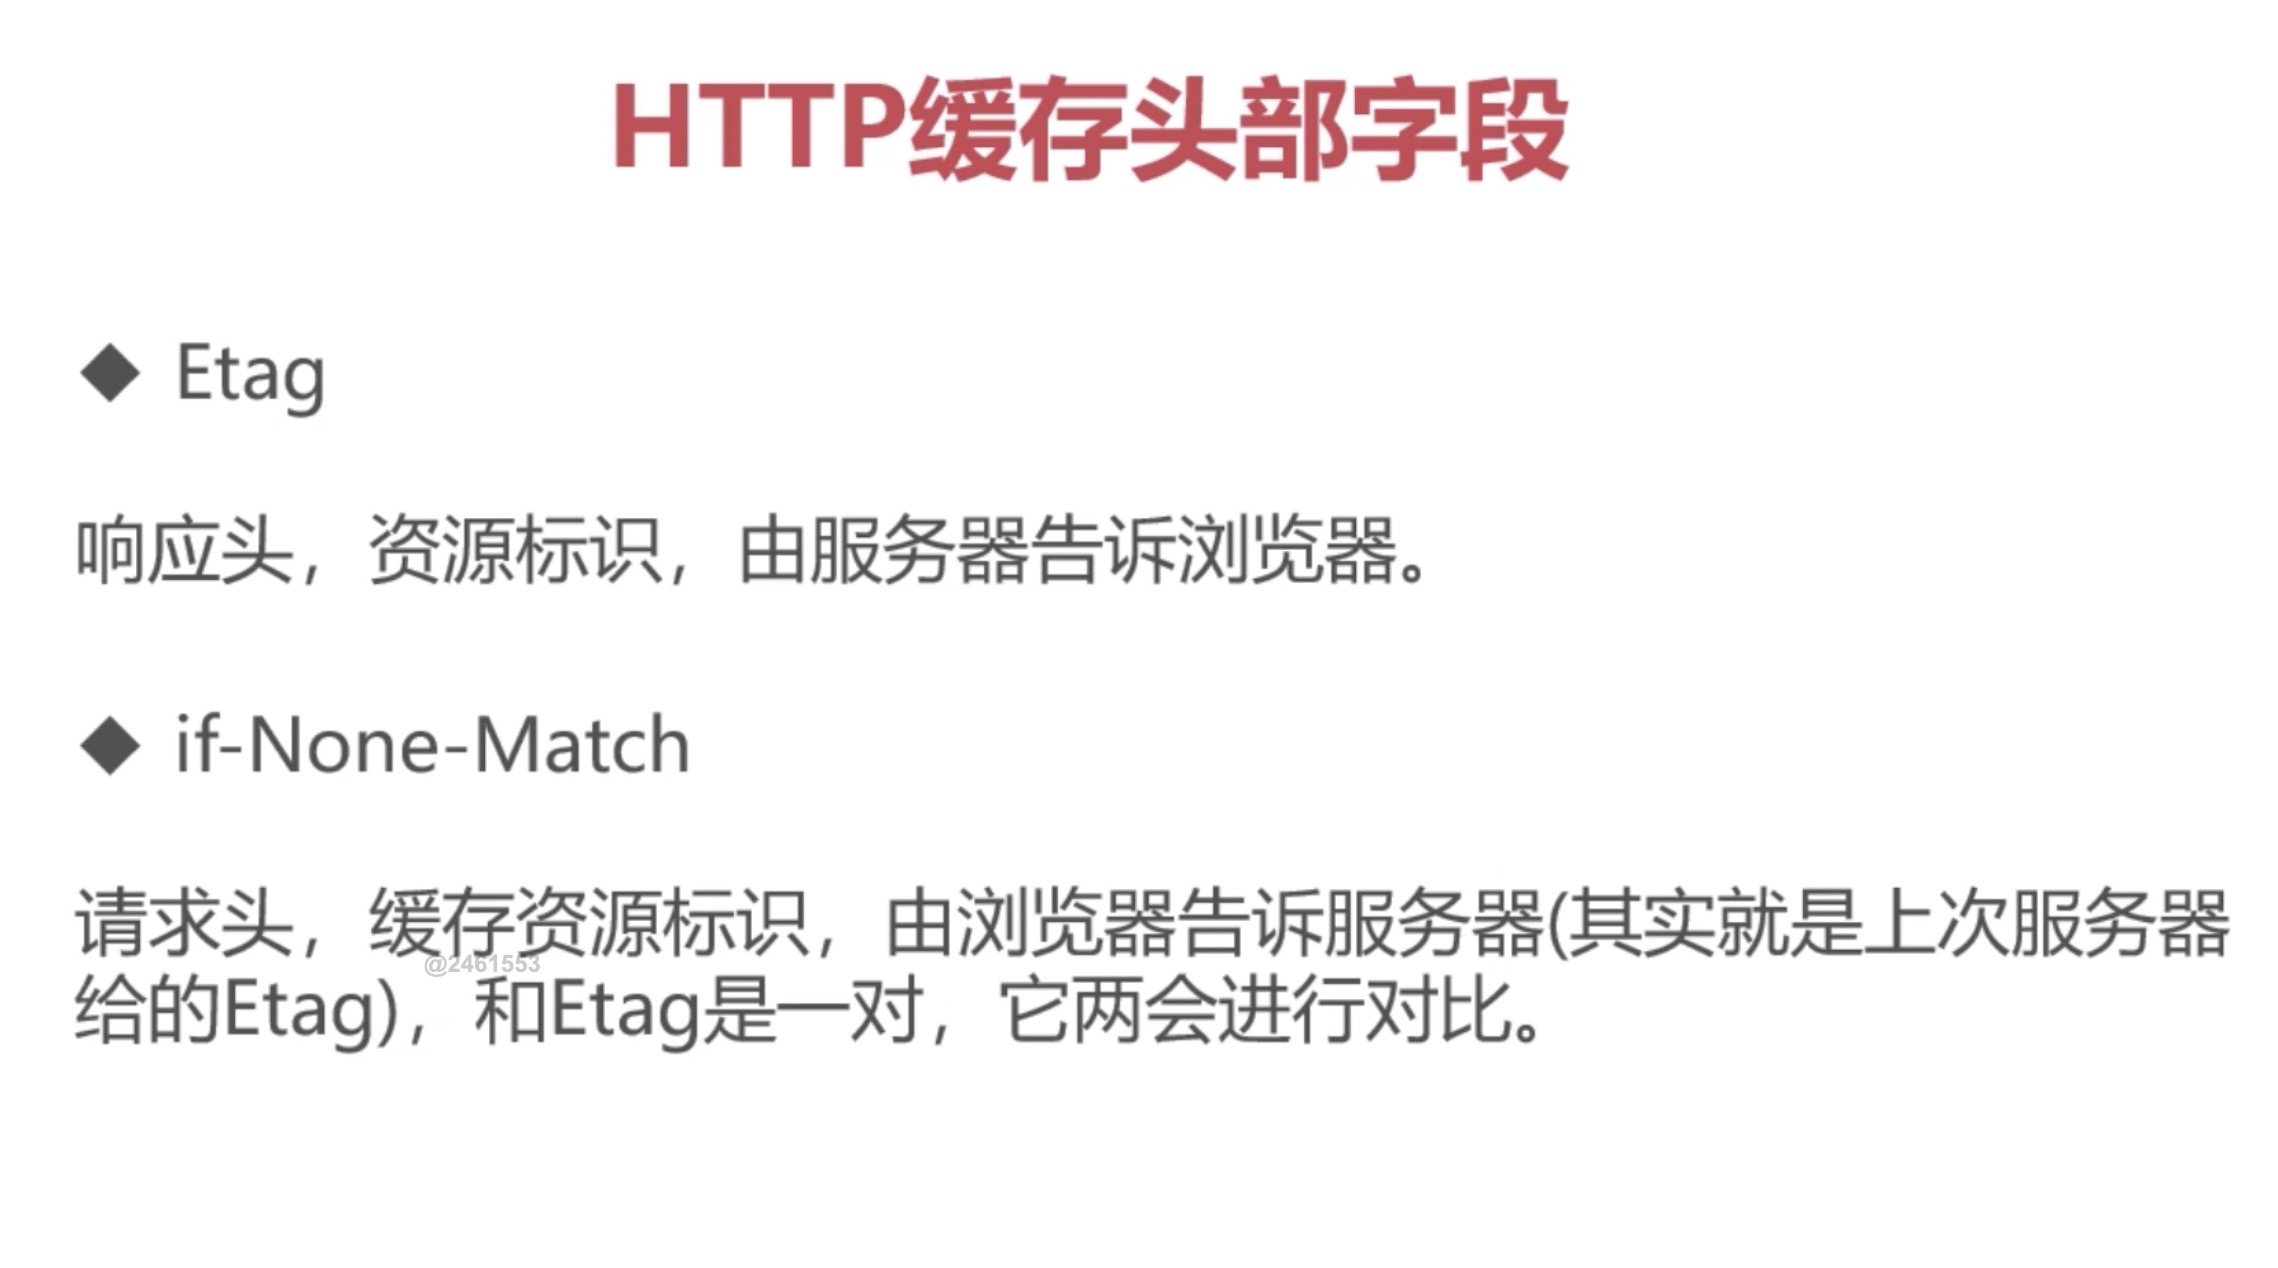 HTTP缓存头部字段
◆ Etag
响应头，资源标识，由服务器告诉浏览器。
◆ if-None-Match
请求头，缓存资源标识，由浏览器告诉服务器(其实就是上次服务器
@2461553
给的Etag)，和Etag是一对，它两会进行对比。